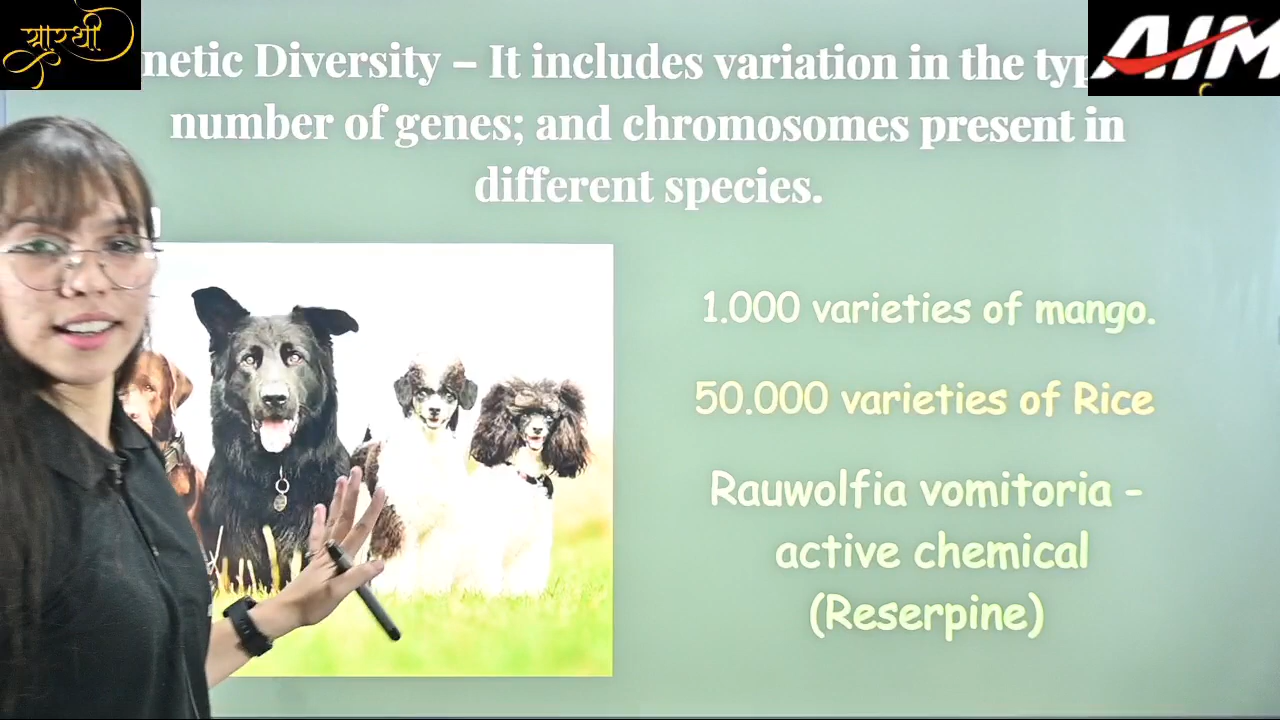 सारथी
AIM
netic Diversity – It includes variation in the typ
number of genes; and chromosomes present in
different species.
1.000 varieties of mango.
50.000 varieties of Rice
Rauwolfia vomitoria -
active chemical
(Reserpine)